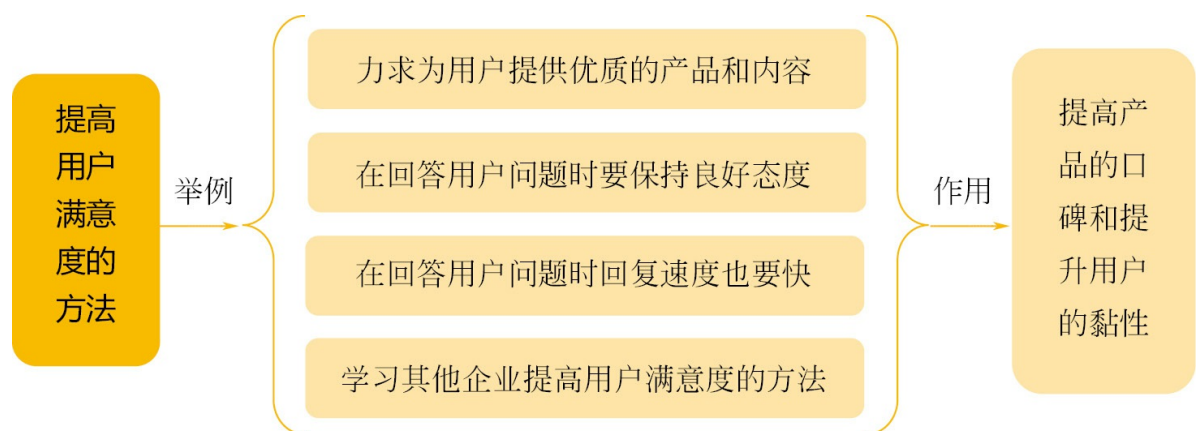 提高
用户
满意
度的
方法
举例
力求为用户提供优质的产品和内容
在回答用户问题时要保持良好态度
在回答用户问题时回复速度也要快
学习其他企业提高用户满意度的方法
作用
提高产
品的口
碑和提
升用户
的黏性